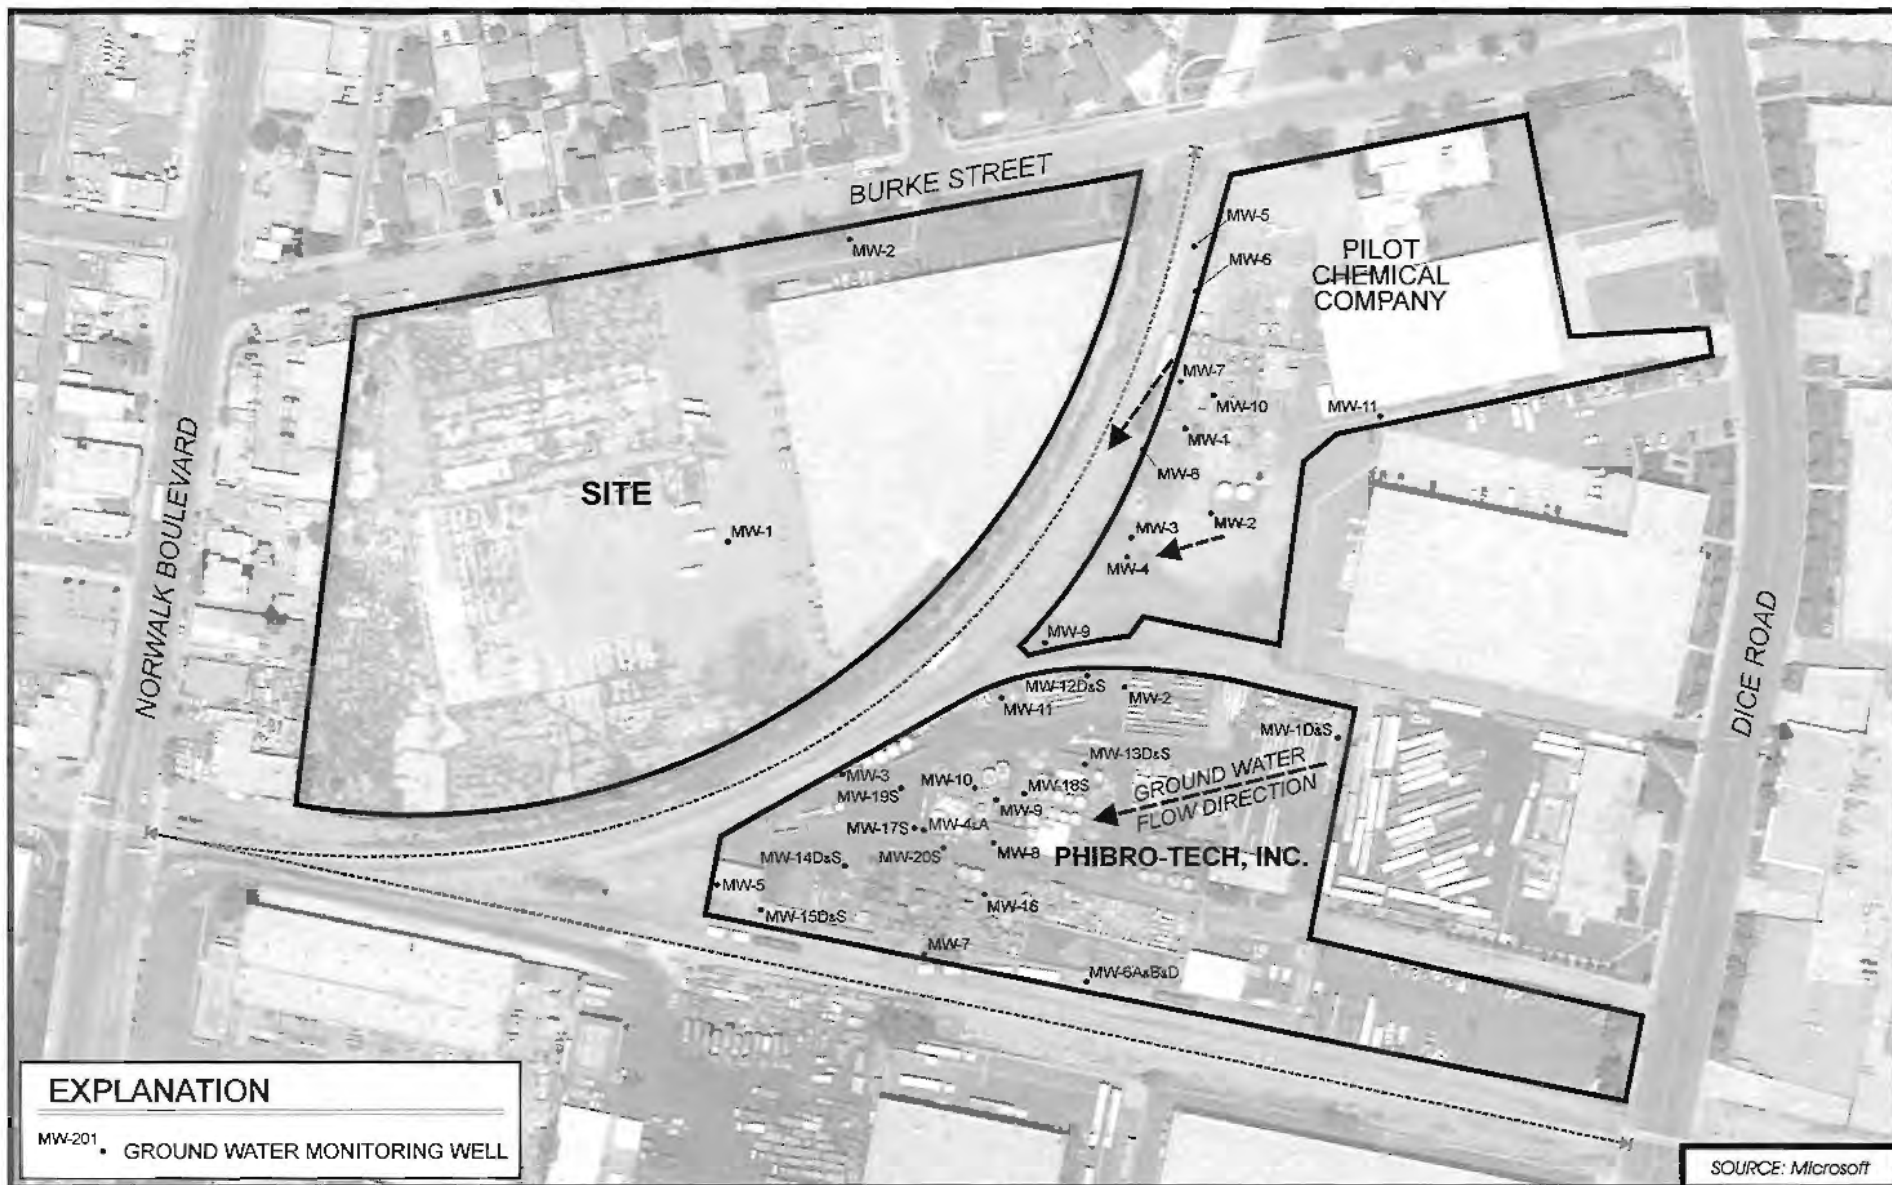 BURKE STREET
MW-2
MW-5
MW-6
PILOT
CHEMICAL
COMPANY
MW-7
MW-10
MW-11
MW-1
MW-8
NORWALK BOULEVARD
SITE
MW-1
MW-2
MW-3
MW-4
MW-9
DICE ROAD
MW-12D&S
MW-2
MW-11
MW-1D&S
MW-13D&S
MW-3
MW-10
MW-18S
MW-19S
MW-9
GROUND WATER
FLOW DIRECTION
MW-17S
MW-4&A
MW-20S
MW-8
PHIBRO-TECH, INC.
MW-14D&S
MW-5
MW-15D&S
MW-16
MW-7
MW-6A&B&D
EXPLANATION
MW-201
GROUND WATER MONITORING WELL
SOURCE: Microsoft